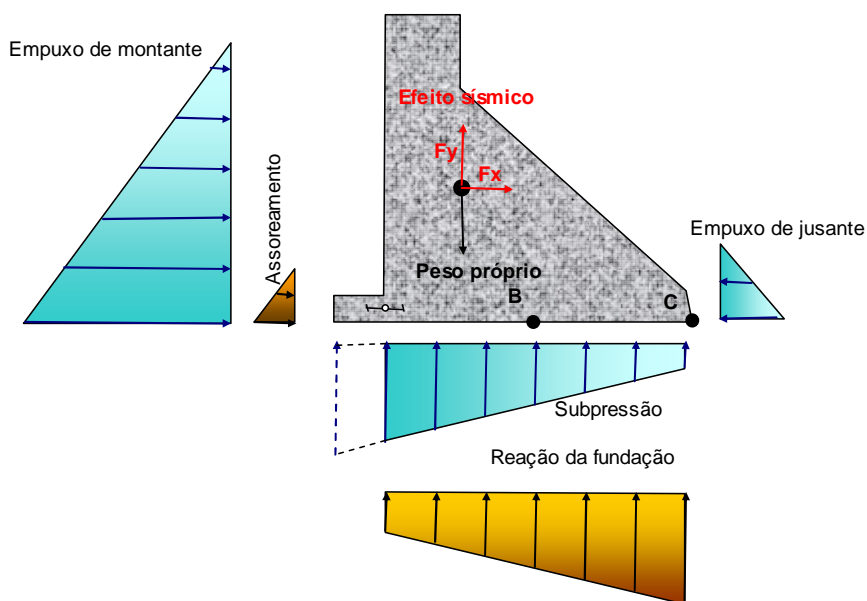 Empuxo de montante
Efeito sísmico
Fy
Fx
Assoreamento
Empuxo de jusante
Peso próprio
B
C
Subpressão
Reação da fundação